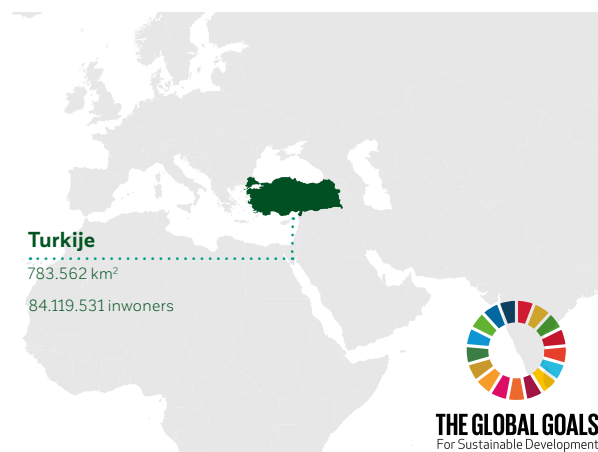 Turkije
783.562 km²
84.119.531 inwoners
THE GLOBAL GOALS
For Sustainable Development